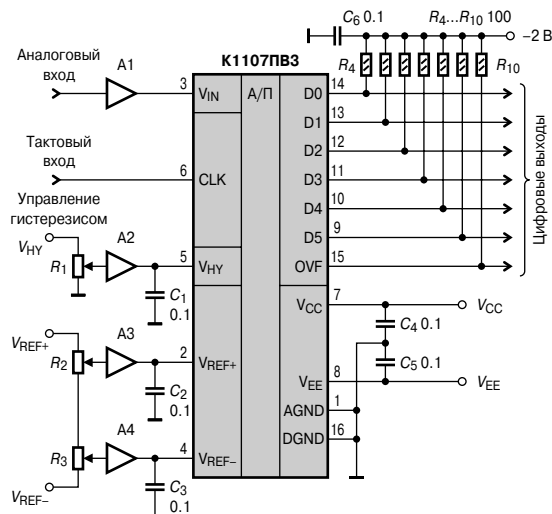 C6 0.1
R4...R10 100
–2 В
Аналоговый
вход
A1
К1107ПВ3
R4
R10
3
VIN
А/П
D0
14
D1
13
Тактовый
вход
D2
12
6
CLK
D3
11
Управление
гистерезисом
D4
10
VHY
A2
D5
9
R1
5
VHY
OVF
15
Цифровые выходы
C1
0.1
VCC
7
VCC
VREF+
A3
C4 0.1
R2
2
VREF+
C5 0.1
C2
0.1
VEE
8
VEE
AGND
1
A4
DGND
16
R3
4
VREF–
VREF–
C3
0.1